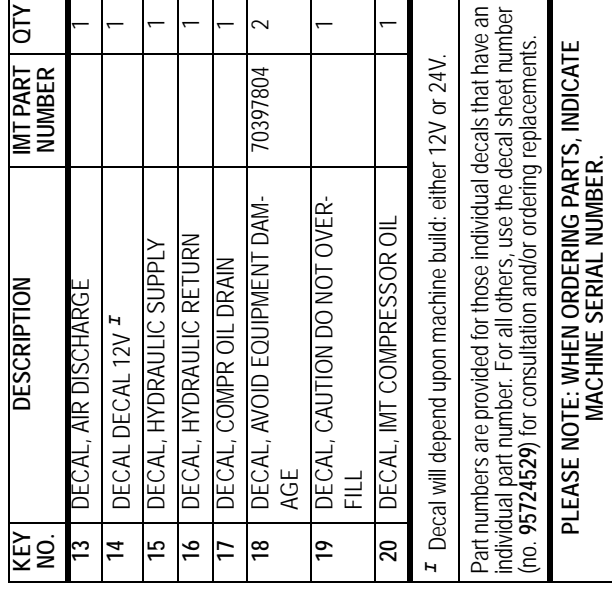 KEY NO. DESCRIPTION IMT PART NUMBER QTY
13 DECAL, AIR DISCHARGE 1
14 DECAL DECAL 12V I 1
15 DECAL, HYDRAULIC SUPPLY 1
16 DECAL, HYDRAULIC RETURN 1
17 DECAL, COMPR OIL DRAIN 1
18 DECAL, AVOID EQUIPMENT DAM- 70397804 2
AGE
19 DECAL, CAUTION DO NOT OVER- 1
FILL
20 DECAL, IMT COMPRESSOR OIL 1
I Decal will depend upon machine build: either 12V or 24V.
Part numbers are provided for those individual decals that have an
individual part number. For all others, use the decal sheet number
(no. 95724529) for consultation and/or ordering replacements.
PLEASE NOTE: WHEN ORDERING PARTS, INDICATE
MACHINE SERIAL NUMBER.